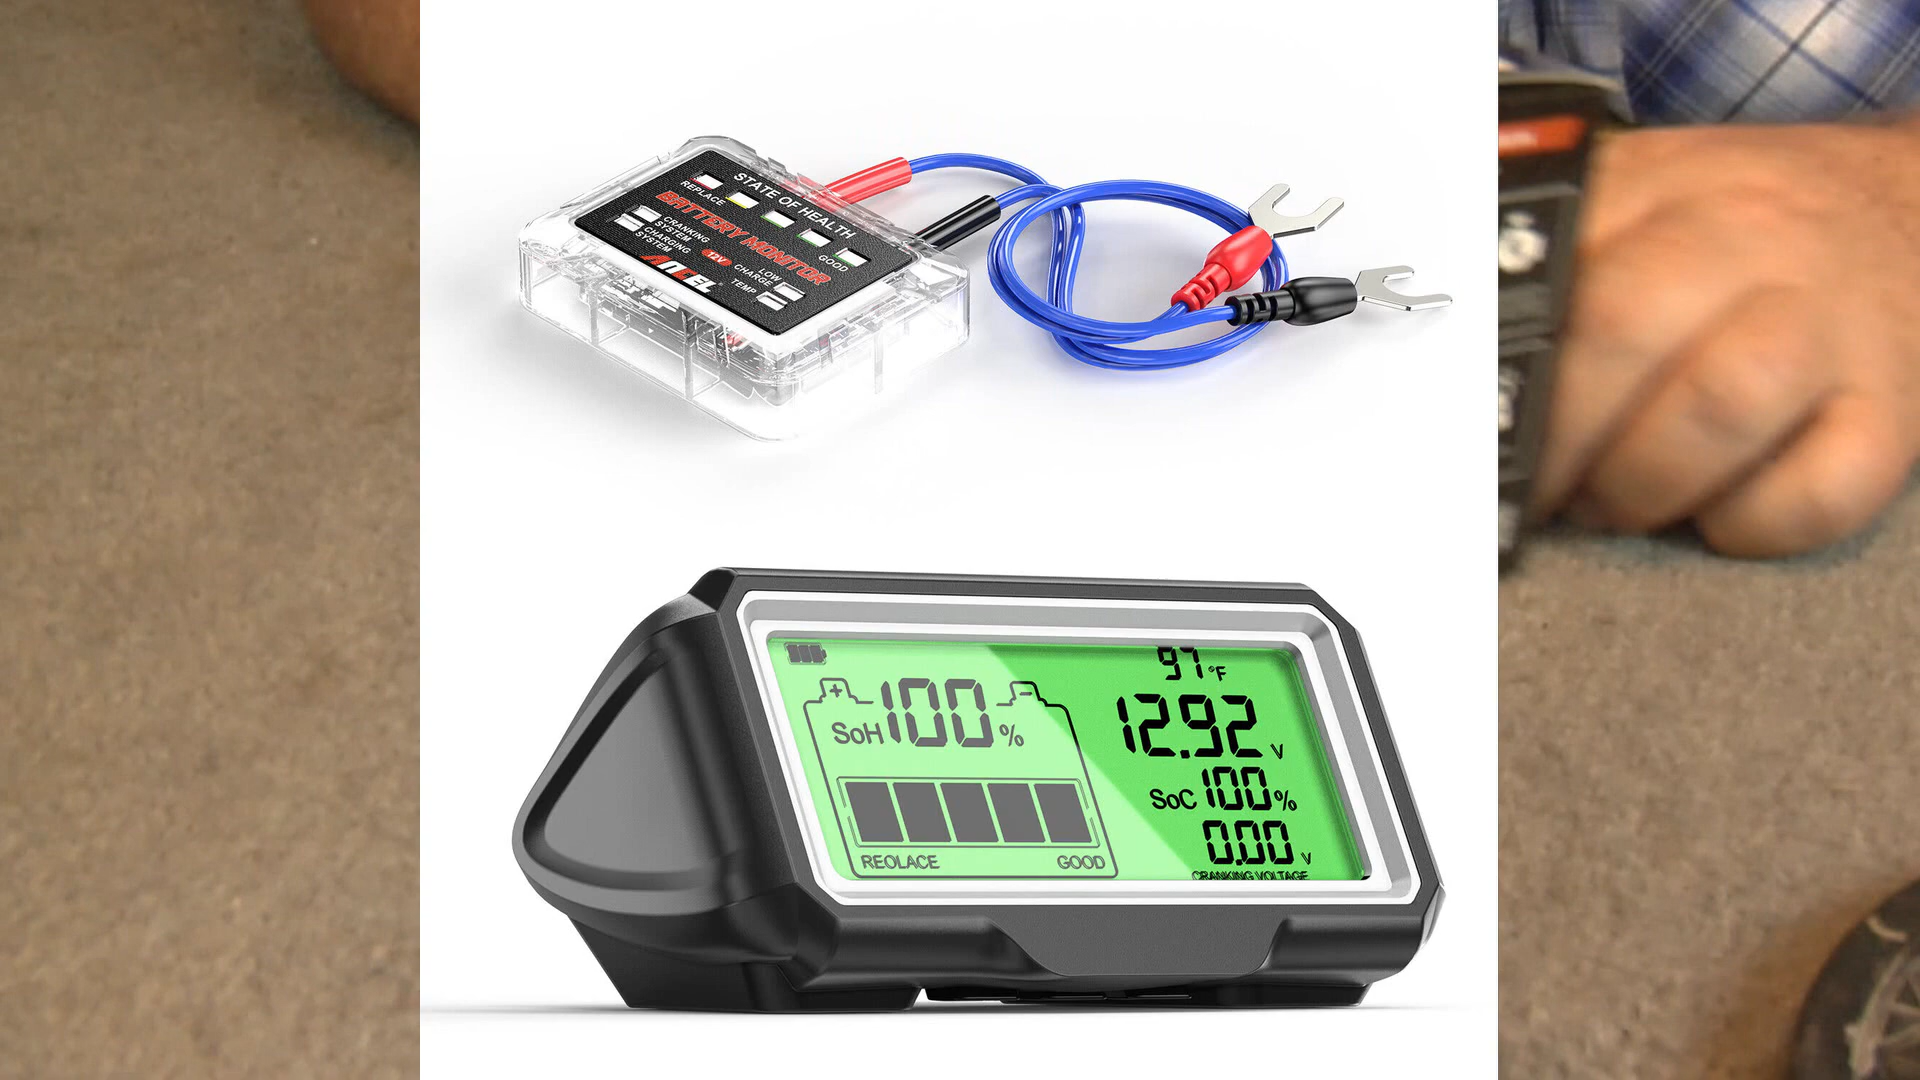 STATE OF HEALTH
REPLACE
GOOD
BATTERY MONITOR
CRANKING
SYSTEM
CHARGING
SYSTEM
12V
LOW
CHARGE
TEMP
ANCEL
97 °F
SoH 100 %
12.92 V
SoC 100 %
0.00 V
REOLACE
GOOD
CRANKING VOLTAGE